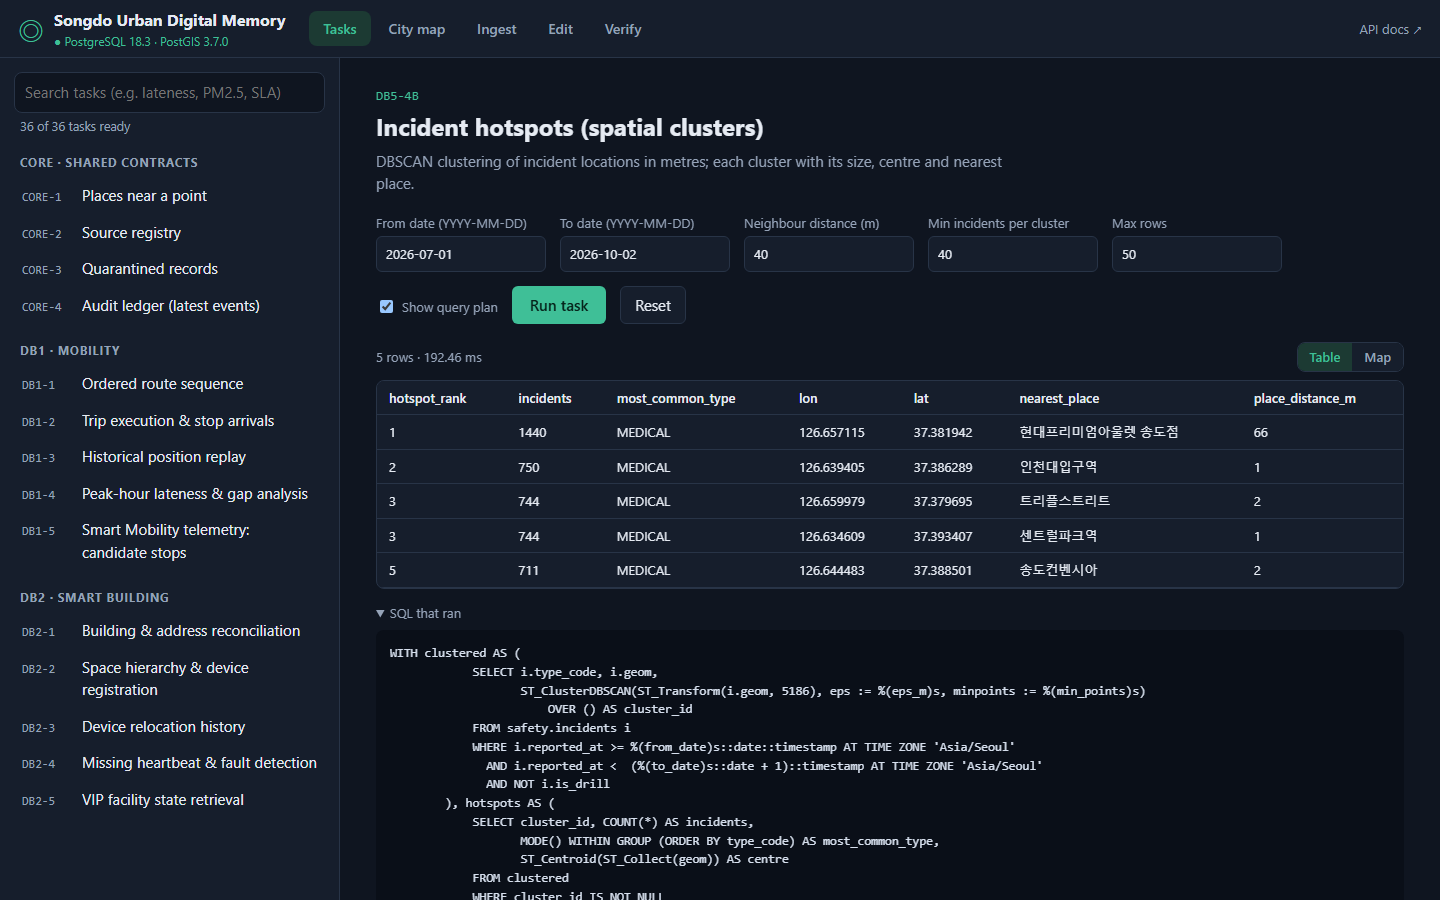 Songdo Urban Digital Memory
● PostgreSQL 18.3 · PostGIS 3.7.0
Tasks
City map
Ingest
Edit
Verify
API docs ↗
Search tasks (e.g. lateness, PM2.5, SLA)
36 of 36 tasks ready
CORE · SHARED CONTRACTS
CORE-1 Places near a point
CORE-2 Source registry
CORE-3 Quarantined records
CORE-4 Audit ledger (latest events)
DB1 · MOBILITY
DB1-1 Ordered route sequence
DB1-2 Trip execution & stop arrivals
DB1-3 Historical position replay
DB1-4 Peak-hour lateness & gap analysis
DB1-5 Smart Mobility telemetry:
candidate stops
DB2 · SMART BUILDING
DB2-1 Building & address reconciliation
DB2-2 Space hierarchy & device
registration
DB2-3 Device relocation history
DB2-4 Missing heartbeat & fault detection
DB2-5 VIP facility state retrieval
DB5-4B
Incident hotspots (spatial clusters)
DBSCAN clustering of incident locations in metres; each cluster with its size, centre and nearest
place.
From date (YYYY-MM-DD) To date (YYYY-MM-DD) Neighbour distance (m) Min incidents per cluster Max rows
2026-07-01 2026-10-02 40 40 50
Show query plan Run task Reset
5 rows · 192.46 ms
Table Map
hotspot_rank incidents most_common_type lon lat nearest_place place_distance_m
1 1440 MEDICAL 126.657115 37.381942 현대프리미엄아울렛 송도점 66
2 750 MEDICAL 126.639405 37.386289 인천대입구역 1
3 744 MEDICAL 126.659979 37.379695 트리플스트리트 2
3 744 MEDICAL 126.634609 37.393407 센트럴파크역 1
5 711 MEDICAL 126.644483 37.388501 송도컨벤시아 2
▼ SQL that ran
WITH clustered AS (
SELECT i.type_code, i.geom,
ST_ClusterDBSCAN(ST_Transform(i.geom, 5186), eps := %(eps_m)s, minpoints := %(min_points)s)
OVER () AS cluster_id
FROM safety.incidents i
WHERE i.reported_at >= %(from_date)s::date::timestamp AT TIME ZONE 'Asia/Seoul'
AND i.reported_at < (%(to_date)s::date + 1)::timestamp AT TIME ZONE 'Asia/Seoul'
AND NOT i.is_drill
), hotspots AS (
SELECT cluster_id, COUNT(*) AS incidents,
MODE() WITHIN GROUP (ORDER BY type_code) AS most_common_type,
ST_Centroid(ST_Collect(geom)) AS centre
FROM clustered
WHERE cluster_id IS NOT NULL